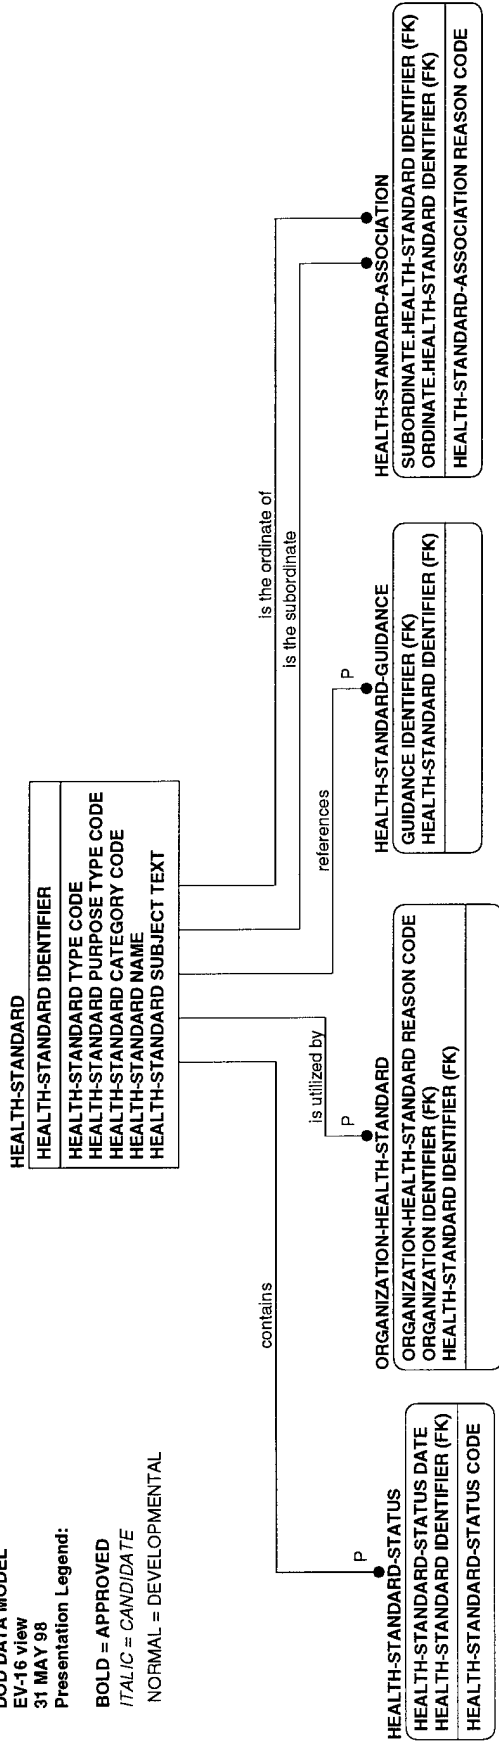 DOD DATA MODEL
EV-16 view
31 MAY 98
Presentation Legend:
BOLD = APPROVED
ITALIC = CANDIDATE
NORMAL = DEVELOPMENTAL
HEALTH-STANDARD
HEALTH-STANDARD IDENTIFIER
HEALTH-STANDARD TYPE CODE
HEALTH-STANDARD PURPOSE TYPE CODE
HEALTH-STANDARD CATEGORY CODE
HEALTH-STANDARD NAME
HEALTH-STANDARD SUBJECT TEXT
contains
is utilized by
references
is the subordinate
is the ordinate of
P
P
P
HEALTH-STANDARD-STATUS
HEALTH-STANDARD-STATUS DATE
HEALTH-STANDARD IDENTIFIER (FK)
HEALTH-STANDARD-STATUS CODE
ORGANIZATION-HEALTH-STANDARD
ORGANIZATION-HEALTH-STANDARD REASON CODE
ORGANIZATION IDENTIFIER (FK)
HEALTH-STANDARD IDENTIFIER (FK)
HEALTH-STANDARD-GUIDANCE
GUIDANCE IDENTIFIER (FK)
HEALTH-STANDARD IDENTIFIER (FK)
HEALTH-STANDARD-ASSOCIATION
SUBORDINATE.HEALTH-STANDARD IDENTIFIER (FK)
ORDINATE.HEALTH-STANDARD IDENTIFIER (FK)
HEALTH-STANDARD-ASSOCIATION REASON CODE